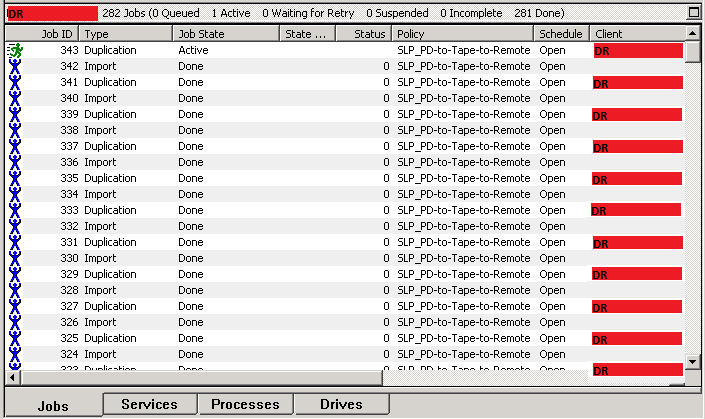 DR 282 Jobs (0 Queued 1 Active 0 Waiting for Retry 0 Suspended 0 Incomplete 281 Done)
Job ID Type Job State State ... Status Policy Schedule Client
343 Duplication Active SLP_PD-to-Tape-to-Remote Open DR
342 Import Done 0 SLP_PD-to-Tape-to-Remote Open
341 Duplication Done 0 SLP_PD-to-Tape-to-Remote Open DR
340 Import Done 0 SLP_PD-to-Tape-to-Remote Open
339 Duplication Done 0 SLP_PD-to-Tape-to-Remote Open DR
338 Import Done 0 SLP_PD-to-Tape-to-Remote Open
337 Duplication Done 0 SLP_PD-to-Tape-to-Remote Open DR
336 Import Done 0 SLP_PD-to-Tape-to-Remote Open
335 Duplication Done 0 SLP_PD-to-Tape-to-Remote Open DR
334 Import Done 0 SLP_PD-to-Tape-to-Remote Open
333 Duplication Done 0 SLP_PD-to-Tape-to-Remote Open DR
332 Import Done 0 SLP_PD-to-Tape-to-Remote Open
331 Duplication Done 0 SLP_PD-to-Tape-to-Remote Open DR
330 Import Done 0 SLP_PD-to-Tape-to-Remote Open
329 Duplication Done 0 SLP_PD-to-Tape-to-Remote Open DR
328 Import Done 0 SLP_PD-to-Tape-to-Remote Open
327 Duplication Done 0 SLP_PD-to-Tape-to-Remote Open DR
326 Import Done 0 SLP_PD-to-Tape-to-Remote Open
325 Duplication Done 0 SLP_PD-to-Tape-to-Remote Open DR
324 Import Done 0 SLP_PD-to-Tape-to-Remote Open
323 Duplication Done 0 SLP_PD-to-Tape-to-Remote Open DR
Jobs Services Processes Drives